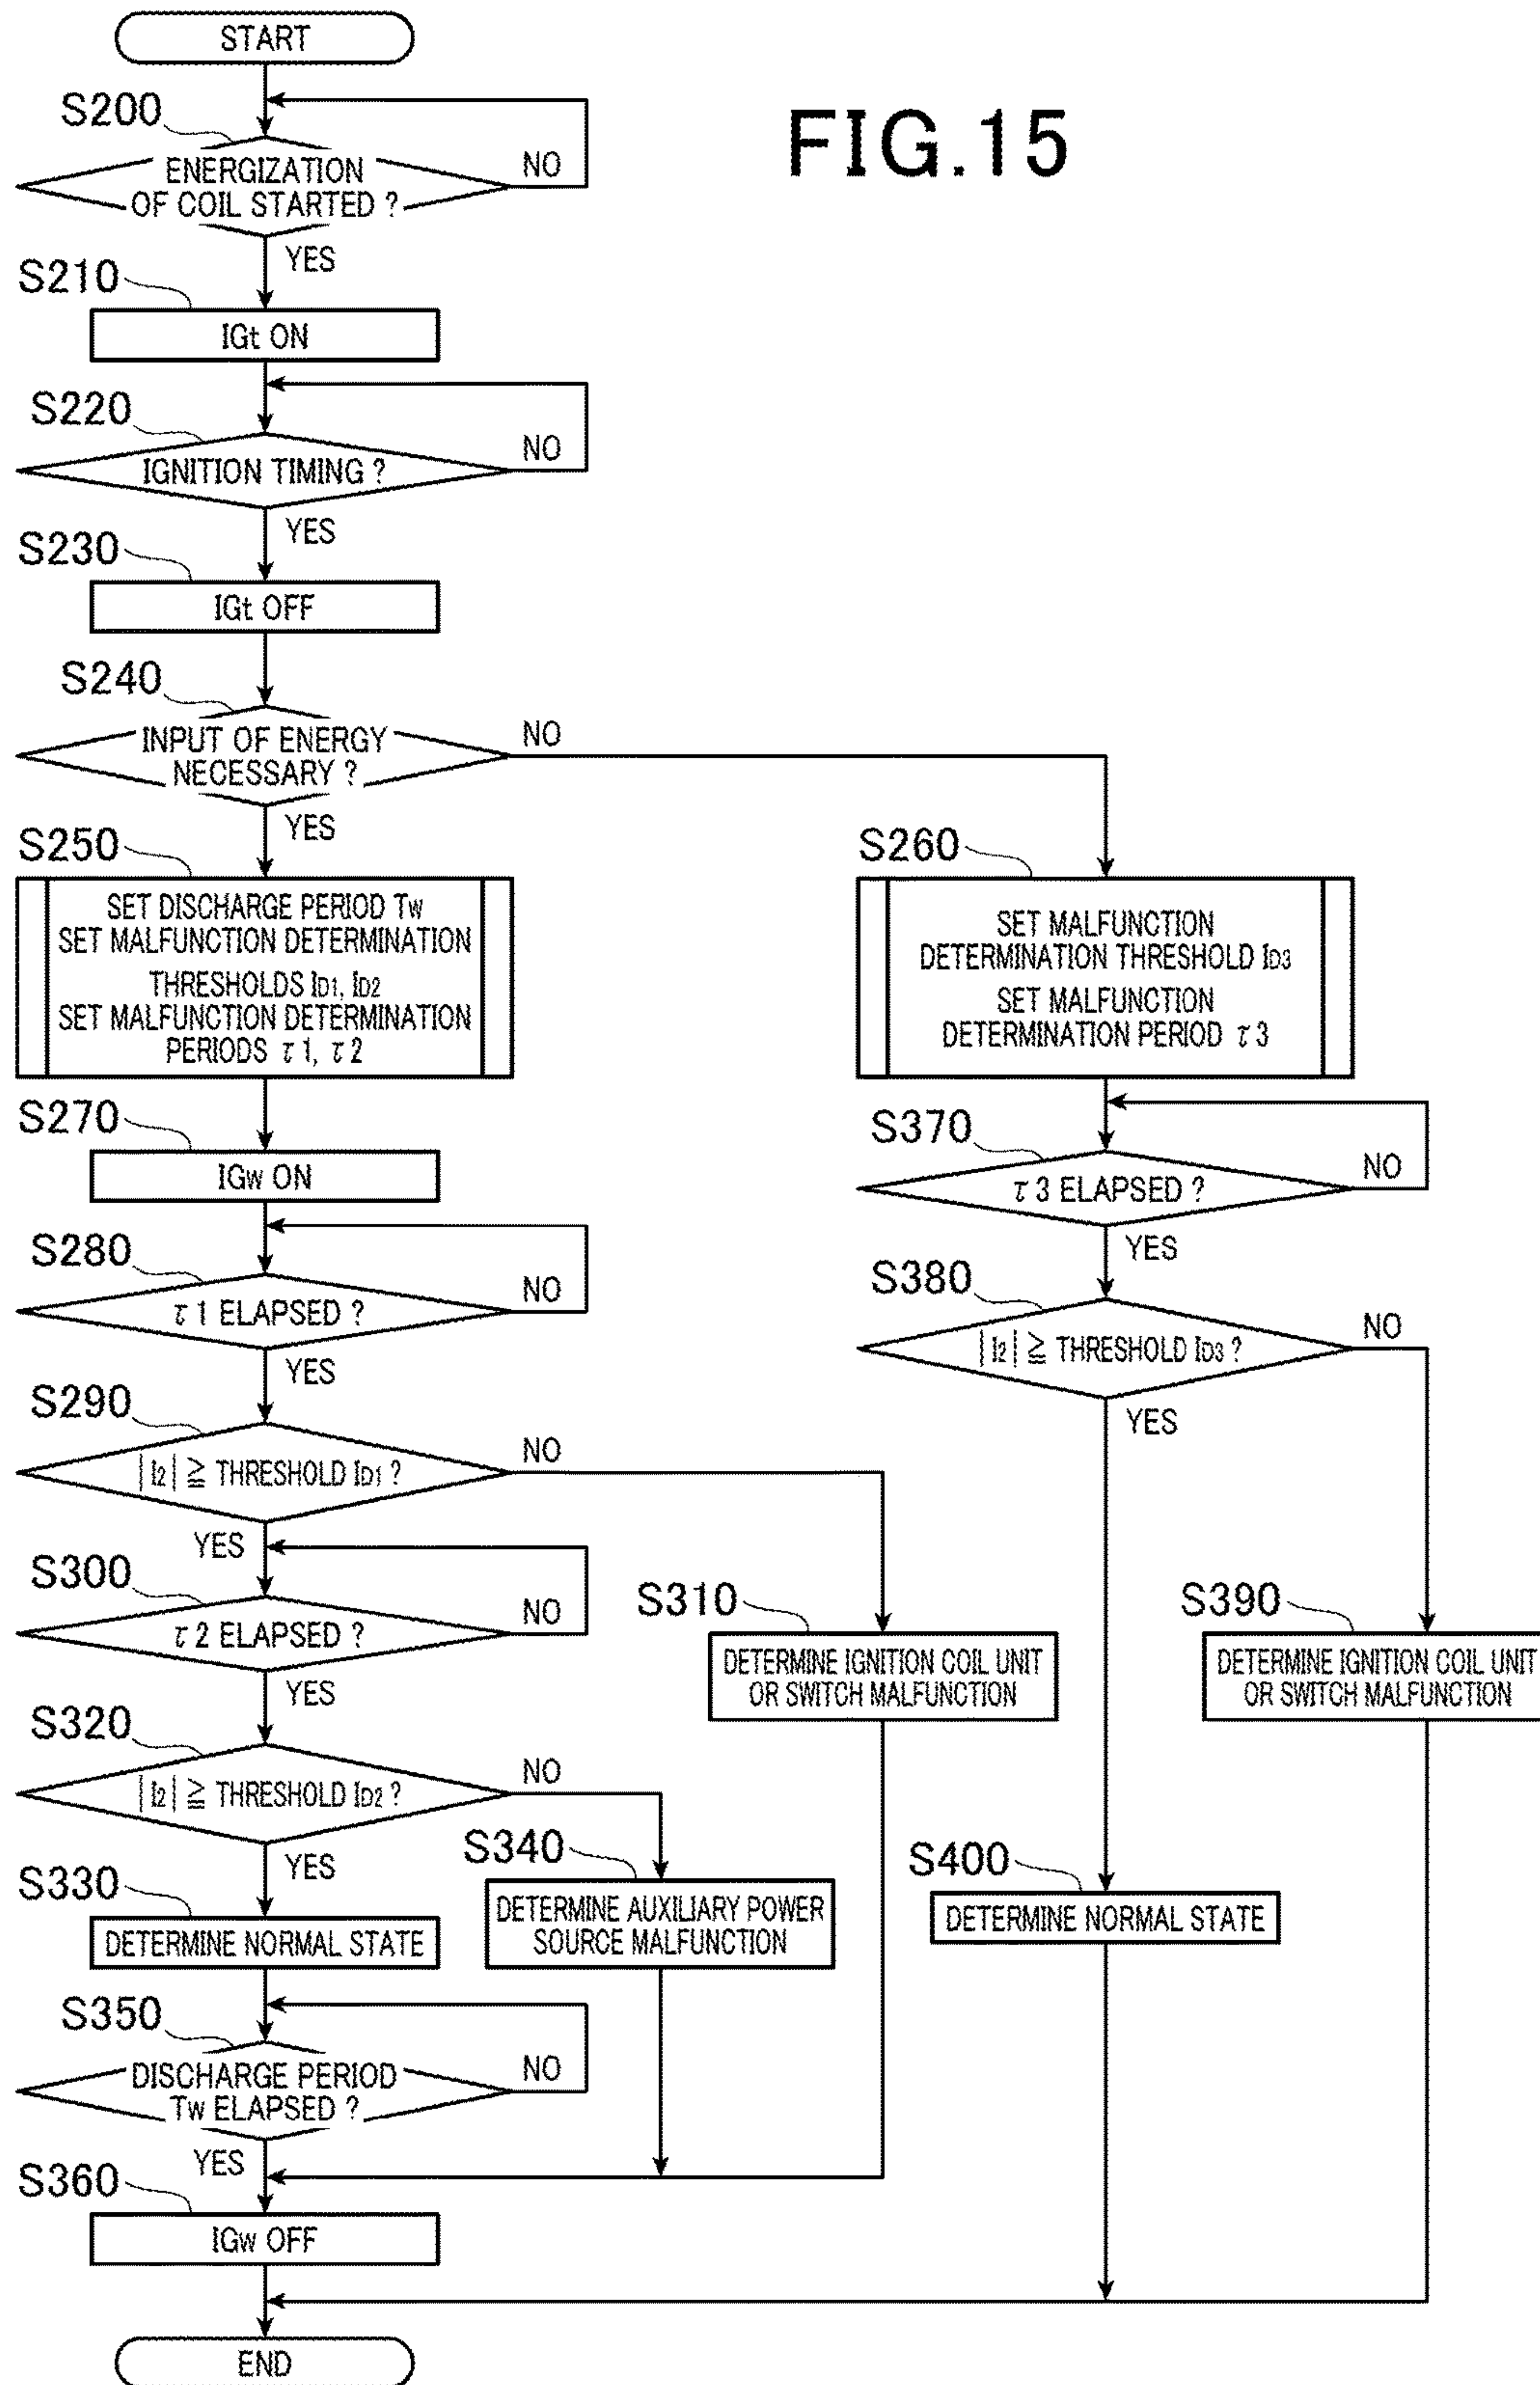 START
FIG.15
S200
ENERGIZATION
OF COIL STARTED ?
NO
YES
S210
IGt ON
S220
IGNITION TIMING ?
NO
YES
S230
IGt OFF
S240
INPUT OF ENERGY
NECESSARY ?
NO
YES
S250
SET DISCHARGE PERIOD Tw
SET MALFUNCTION DETERMINATION
THRESHOLDS ID1, ID2
SET MALFUNCTION DETERMINATION
PERIODS τ1, τ2
S260
SET MALFUNCTION
DETERMINATION THRESHOLD ID3
SET MALFUNCTION
DETERMINATION PERIOD τ3
S270
IGw ON
S370
τ3 ELAPSED ?
NO
YES
S280
τ1 ELAPSED ?
NO
YES
S380
|I2| ≧ THRESHOLD ID3 ?
NO
YES
S290
|I2| ≧ THRESHOLD ID1 ?
NO
YES
S300
τ2 ELAPSED ?
NO
YES
S310
DETERMINE IGNITION COIL UNIT
OR SWITCH MALFUNCTION
S390
DETERMINE IGNITION COIL UNIT
OR SWITCH MALFUNCTION
S320
|I2| ≧ THRESHOLD ID2 ?
NO
YES
S330
DETERMINE NORMAL STATE
S340
DETERMINE AUXILIARY POWER
SOURCE MALFUNCTION
S400
DETERMINE NORMAL STATE
S350
DISCHARGE PERIOD
Tw ELAPSED ?
NO
YES
S360
IGw OFF
END